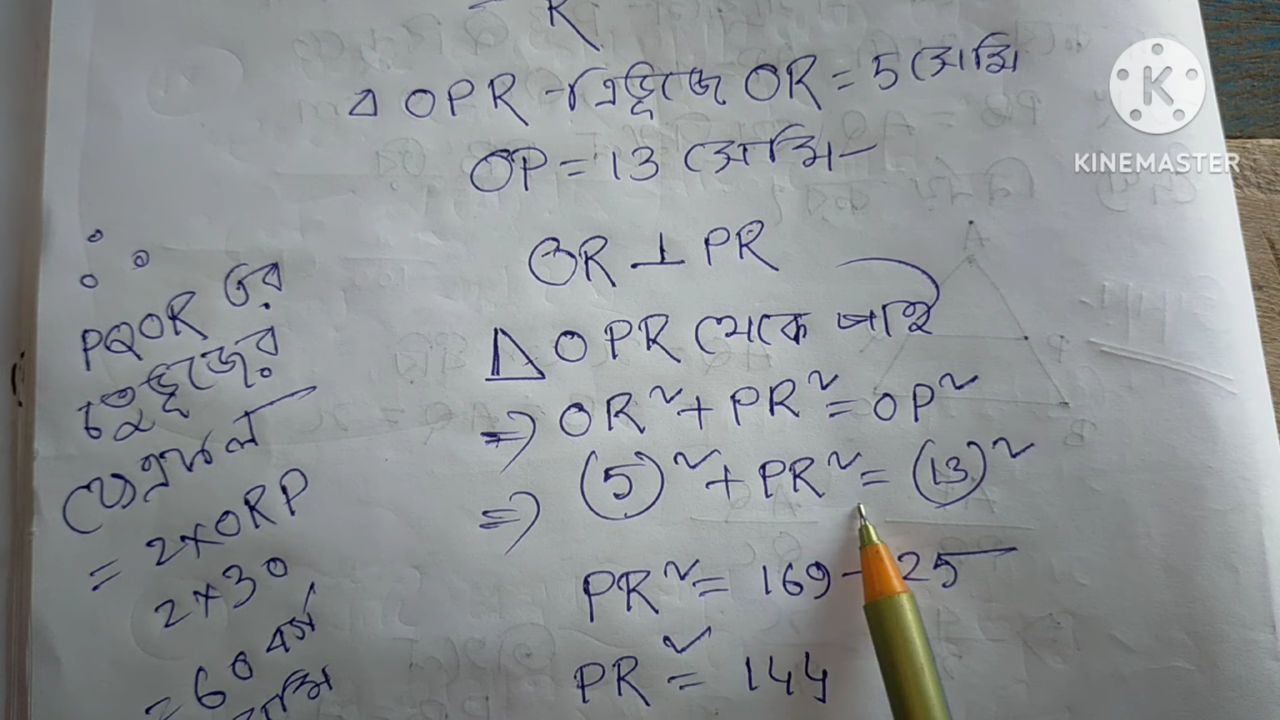 R
△ OPR ত্রিভুজে OR = 5 সেমি
OP = 13 সেমি
OR ⊥ PR
△ OPR থেকে পাই
=> OR² + PR² = OP²
=> (5)² + PR² = (13)²
PR² = 169 - 25
PR² = 144
∴
PQOR এর
চতুর্ভুজের
ক্ষেত্রফল
= 2×ORP
2×30
= 60 বর্গ
সেমি
K
KINEMASTER
A
B